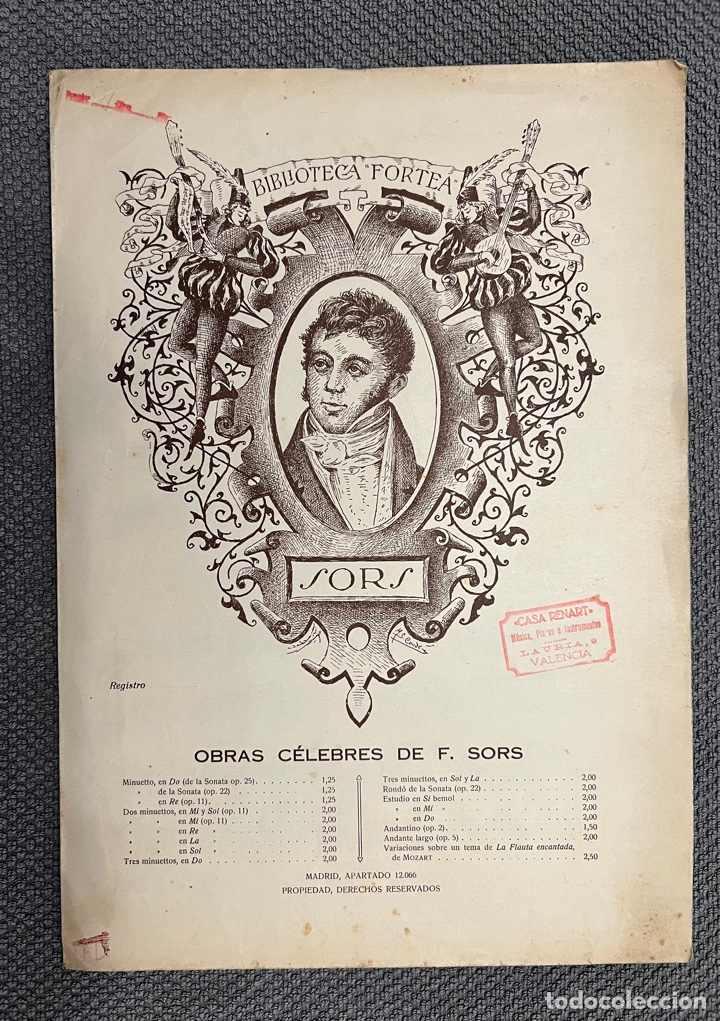 BIBLIOTECA "FORTEA"
SORS
«CASA RENART»
Música, Pianos é Instrumentos
LAURIA, 9
VALENCIA
Registro
OBRAS CÉLEBRES DE F. SORS
Minuetto, en Do (de la Sonata op. 25). . . . . . . . . 1,25
» de la Sonata (op. 22) . . . . . . . . . . . 1,25
» en Re (op. 11). . . . . . . . . . . . . . 1,25
Dos minuettos, en Mi y Sol (op. 11) . . . . . . . . . 2,00
» » en Mi (op. 11) . . . . . . . . . . . 2,00
» » en Re » . . . . . . . . . . . 2,00
» » en La » . . . . . . . . . . . 2,00
» » en Sol » . . . . . . . . . . . 2,00
Tres minuettos, en Do . . . . . . . . . . . . . . 2,00
Tres minuettos, en Sol y La . . . . . . . . . . . . 2,00
Rondó de la Sonata (op. 22) . . . . . . . . . . . . 2,00
Estudio en Si bemol . . . . . . . . . . . . . . 2,00
» en Mi » . . . . . . . . . . . . . . 2,00
» en Do . . . . . . . . . . . . . . . . 2,00
Andantino (op. 2) . . . . . . . . . . . . . . . 1,50
Andante largo (op. 5) . . . . . . . . . . . . . . 2,00
Variaciones sobre un tema de La Flauta encantada,
de MOZART . . . . . . . . . . . . . . . . 2,50
MADRID, APARTADO 12.066
PROPIEDAD, DERECHOS RESERVADOS
todocoleccion